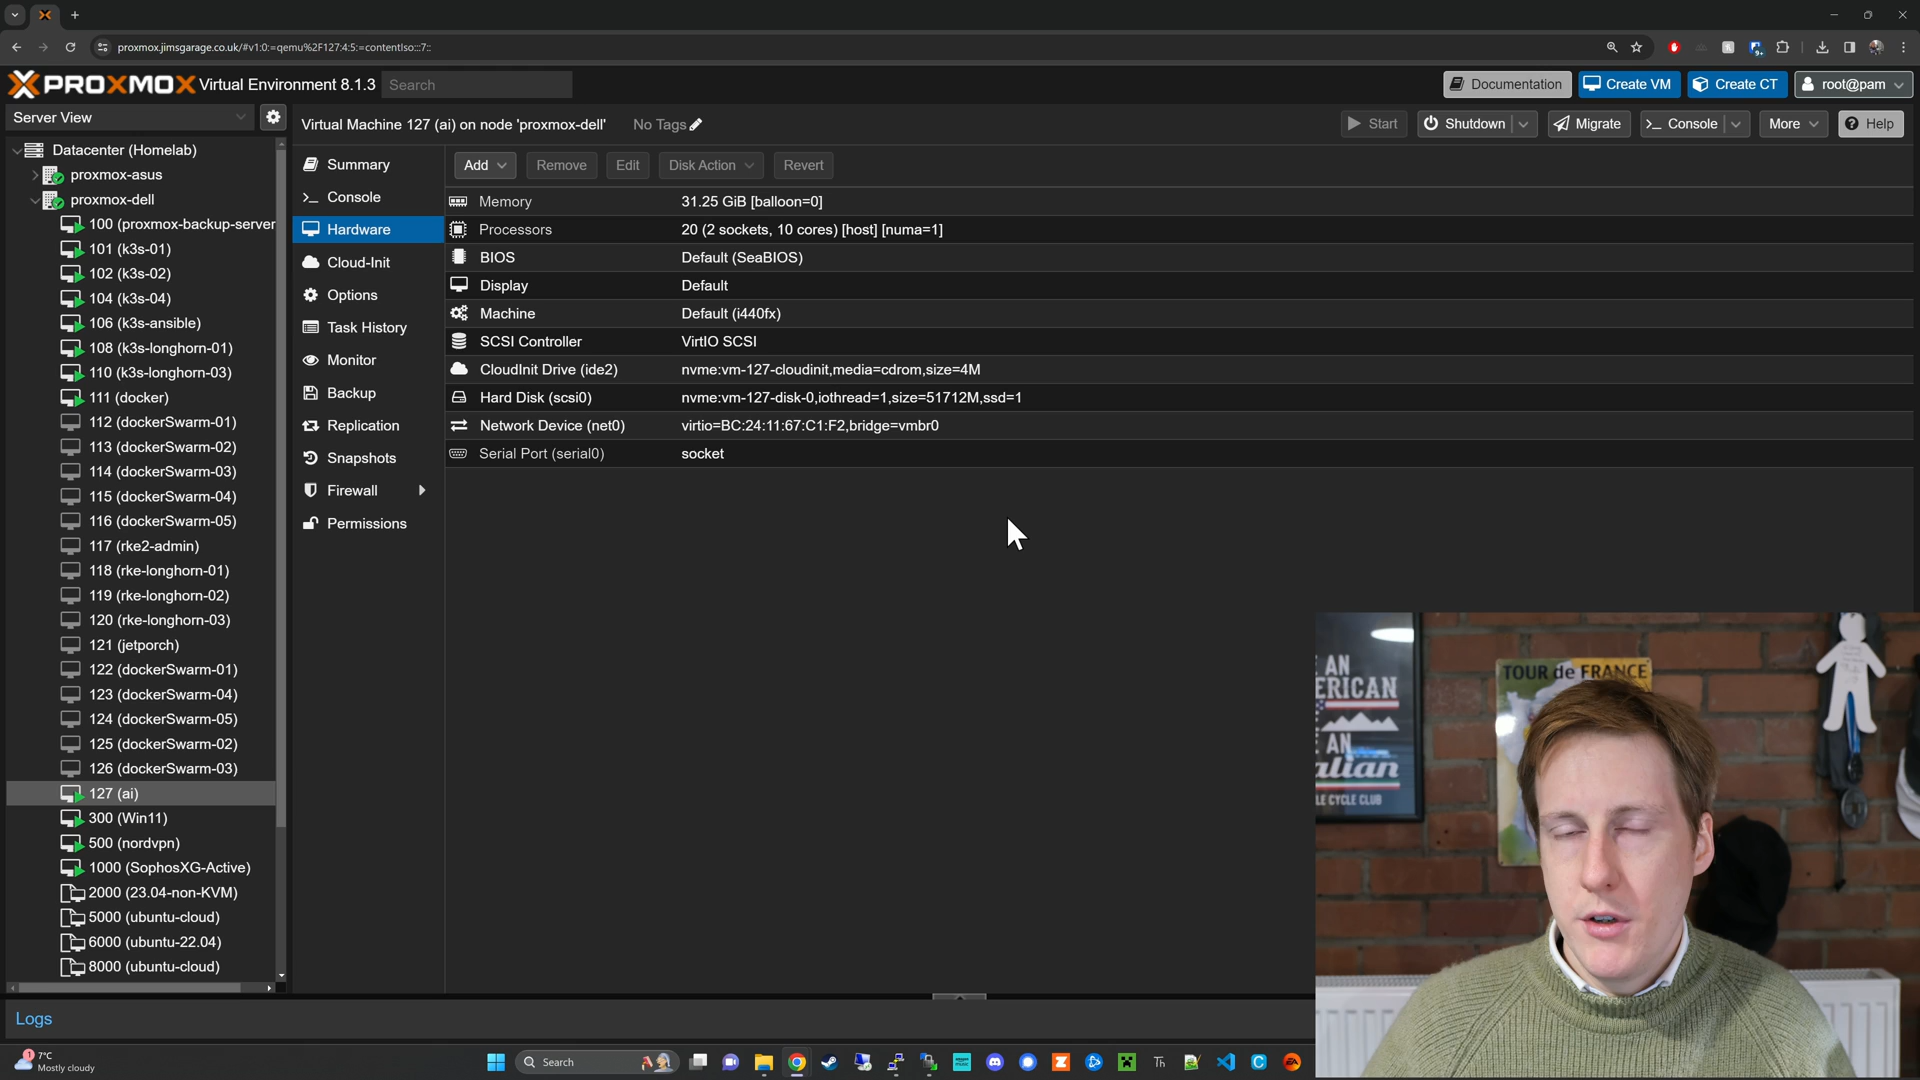 proxmox.jimsgarage.co.uk/#v1:0:=qemu%2F127:4:5:=contentIso:::7::
PROXMOX Virtual Environment 8.1.3 Search
Documentation
Create VM
Create CT
root@pam
Server View
Virtual Machine 127 (ai) on node 'proxmox-dell' No Tags
Start
Shutdown
Migrate
>_ Console
More
Help
Datacenter (Homelab)
proxmox-asus
proxmox-dell
100 (proxmox-backup-server
101 (k3s-01)
102 (k3s-02)
104 (k3s-04)
106 (k3s-ansible)
108 (k3s-longhorn-01)
110 (k3s-longhorn-03)
111 (docker)
112 (dockerSwarm-01)
113 (dockerSwarm-02)
114 (dockerSwarm-03)
115 (dockerSwarm-04)
116 (dockerSwarm-05)
117 (rke2-admin)
118 (rke-longhorn-01)
119 (rke-longhorn-02)
120 (rke-longhorn-03)
121 (jetporch)
122 (dockerSwarm-01)
123 (dockerSwarm-04)
124 (dockerSwarm-05)
125 (dockerSwarm-02)
126 (dockerSwarm-03)
127 (ai)
300 (Win11)
500 (nordvpn)
1000 (SophosXG-Active)
2000 (23.04-non-KVM)
5000 (ubuntu-cloud)
6000 (ubuntu-22.04)
8000 (ubuntu-cloud)
Summary
>_ Console
Hardware
Cloud-Init
Options
Task History
Monitor
Backup
Replication
Snapshots
Firewall
Permissions
Add
Remove
Edit
Disk Action
Revert
Memory 31.25 GiB [balloon=0]
Processors 20 (2 sockets, 10 cores) [host] [numa=1]
BIOS Default (SeaBIOS)
Display Default
Machine Default (i440fx)
SCSI Controller VirtIO SCSI
CloudInit Drive (ide2) nvme:vm-127-cloudinit,media=cdrom,size=4M
Hard Disk (scsi0) nvme:vm-127-disk-0,iothread=1,size=51712M,ssd=1
Network Device (net0) virtio=BC:24:11:67:C1:F2,bridge=vmbr0
Serial Port (serial0) socket
AN
ERICAN
AN
alian
LE CYCLE CLUB
TOUR de FRANCE
Logs
1
7°C
Mostly cloudy
Search
Th